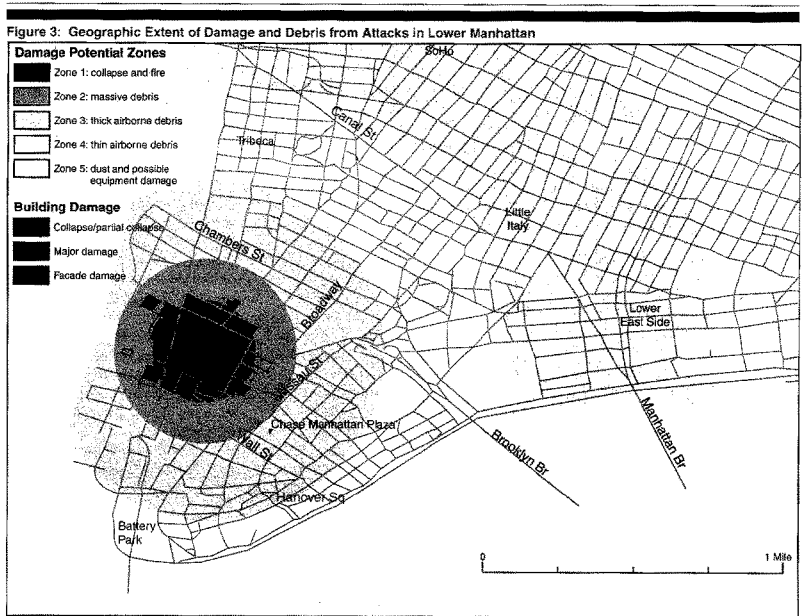 Figure 3: Geographic Extent of Damage and Debris from Attacks in Lower Manhattan
Damage Potential Zones
Zone 1: collapse and fire
Zone 2: massive debris
Zone 3: thick airborne debris
Zone 4: thin airborne debris
Zone 5: dust and possible
equipment damage
Building Damage
Collapse/partial collapse
Major damage
Facade damage
SoHo
Canal St
Tribeca
Little
Italy
Chambers St
Broadway
Lower
East Side
Nassau St
Chase Manhattan Plaza
Wall St
Manhattan Br
Brooklyn Br
Hanover Sq
Battery
Park
0
1 Mile